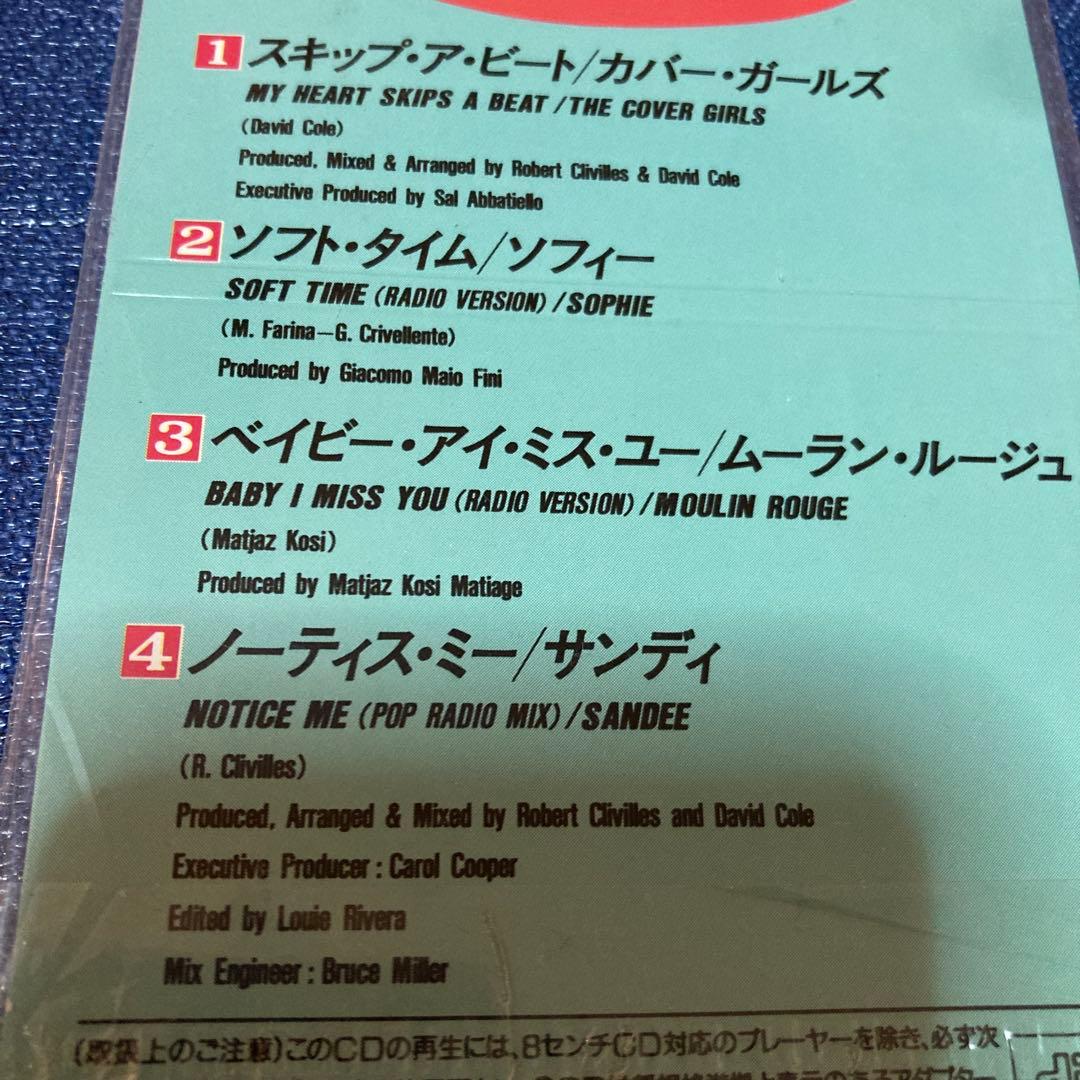 1 スキップ・ア・ビート/カバー・ガールズ
MY HEART SKIPS A BEAT/THE COVER GIRLS
(David Cole)
Produced, Mixed & Arranged by Robert Clivilles & David Cole
Executive Produced by Sal Abbatiello
2 ソフト・タイム/ソフィー
SOFT TIME (RADIO VERSION)/SOPHIE
(M. Farina—G. Crivellente)
Produced by Giacomo Maio Fini
3 ベイビー・アイ・ミス・ユー/ムーラン・ルージュ
BABY I MISS YOU (RADIO VERSION)/MOULIN ROUGE
(Matjaz Kosi)
Produced by Matjaz Kosi Matiage
4 ノーティス・ミー/サンディ
NOTICE ME (POP RADIO MIX)/SANDEE
(R. Clivilles)
Produced, Arranged & Mixed by Robert Clivilles and David Cole
Executive Producer : Carol Cooper
Edited by Louie Rivera
Mix Engineer : Bruce Miller
(取扱上のご注意)このCDの再生には、8センチCD対応のプレーヤーを除き、必ず次